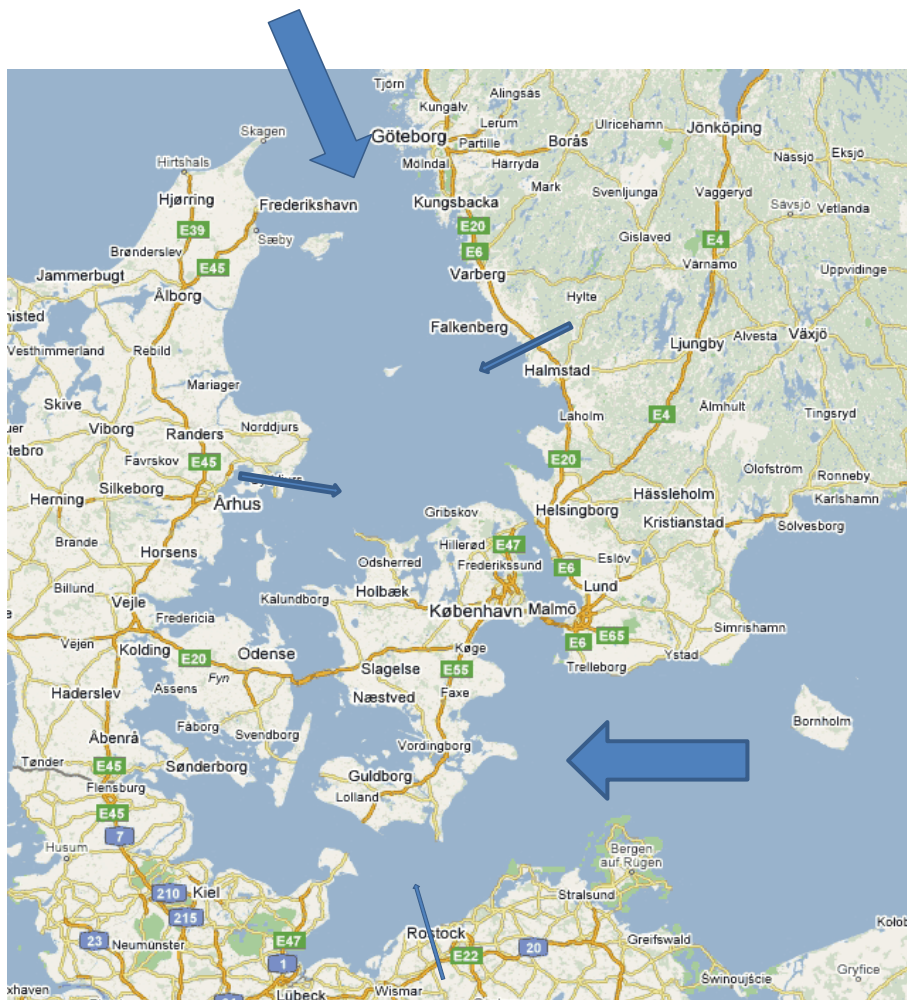 Tjörn
Alingsås
Kungälv
Lerum
Ulricehamn
Jönköping
Skagen
Göteborg
Partille
Borås
Eksjö
Hirtshals
Mölndal
Härryda
Nässjö
Mark
Svenljunga
Vaggeryd
Hjørring
Frederikshavn
Kungsbacka
Sävsjö
Vetlanda
E39
E20
Sæby
Gislaved
E4
Brønderslev
E6
E45
Värnamo
Jammerbugt
Varberg
Uppvidinge
Ålborg
Hylte
nisted
Falkenberg
Växjö
Alvesta
Vesthimmerland
Rebild
Ljungby
Halmstad
Mariager
Skive
Älmhult
Laholm
E4
Tingsryd
Viborg
Randers
Norddjurs
uer
tebro
Favrskov
E45
E20
Olofström
Ronneby
Herning
Silkeborg
Hässleholm
Karlshamn
Århus
Gribskov
Helsingborg
Kristianstad
Sölvesborg
Brande
Hillerød
E47
Horsens
Odsherred
Frederikssund
E6
Eslöv
Billund
Holbæk
Lund
Vejle
Kalundborg
København
Malmö
Fredericia
E65
Simrishamn
Vejen
Kolding
E20
Odense
Køge
E6
Ystad
Slagelse
E55
Trelleborg
Fyn
Haderslev
Assens
Næstved
Faxe
Fåborg
Bornholm
Åbenrå
Svendborg
Vordingborg
Tønder
E45
Sønderborg
Guldborg
Flensburg
Lolland
E45
7
Husum
Bergen
auf Rügen
210
Kiel
Stralsund
215
Kołob
23
Neumünster
E47
Rostock
Greifswald
E22
20
1
Gryfice
Świnoujście
xhaven
Lübeck
Wismar